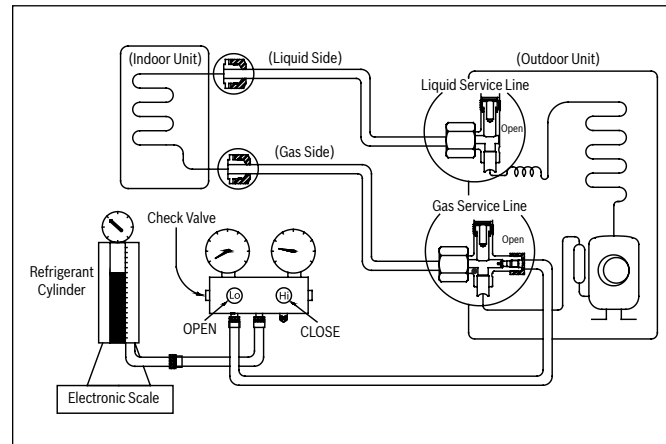 (Indoor Unit)
(Liquid Side)
(Outdoor Unit)
Liquid Service Line
Open
(Gas Side)
Gas Service Line
Open
Check Valve
Refrigerant
Cylinder
Lo
Hi
OPEN
CLOSE
Electronic Scale